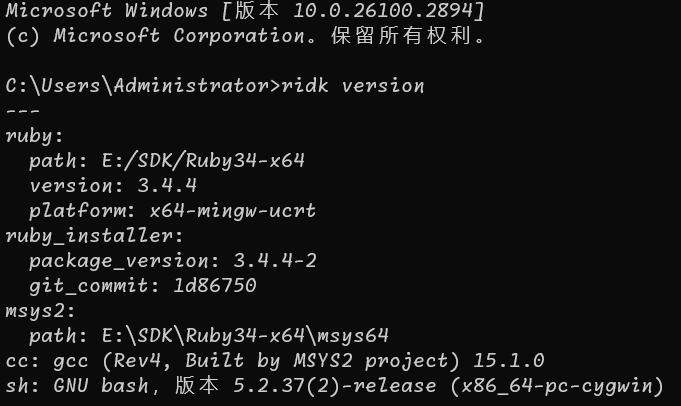 Microsoft Windows [版本 10.0.26100.2894]
(c) Microsoft Corporation。保留所有权利。
C:\Users\Administrator>ridk version
---
ruby:
  path: E:/SDK/Ruby34-x64
  version: 3.4.4
  platform: x64-mingw-ucrt
ruby_installer:
  package_version: 3.4.4-2
  git_commit: 1d86750
msys2:
  path: E:\SDK\Ruby34-x64\msys64
cc: gcc (Rev4, Built by MSYS2 project) 15.1.0
sh: GNU bash, 版本 5.2.37(2)-release (x86_64-pc-cygwin)